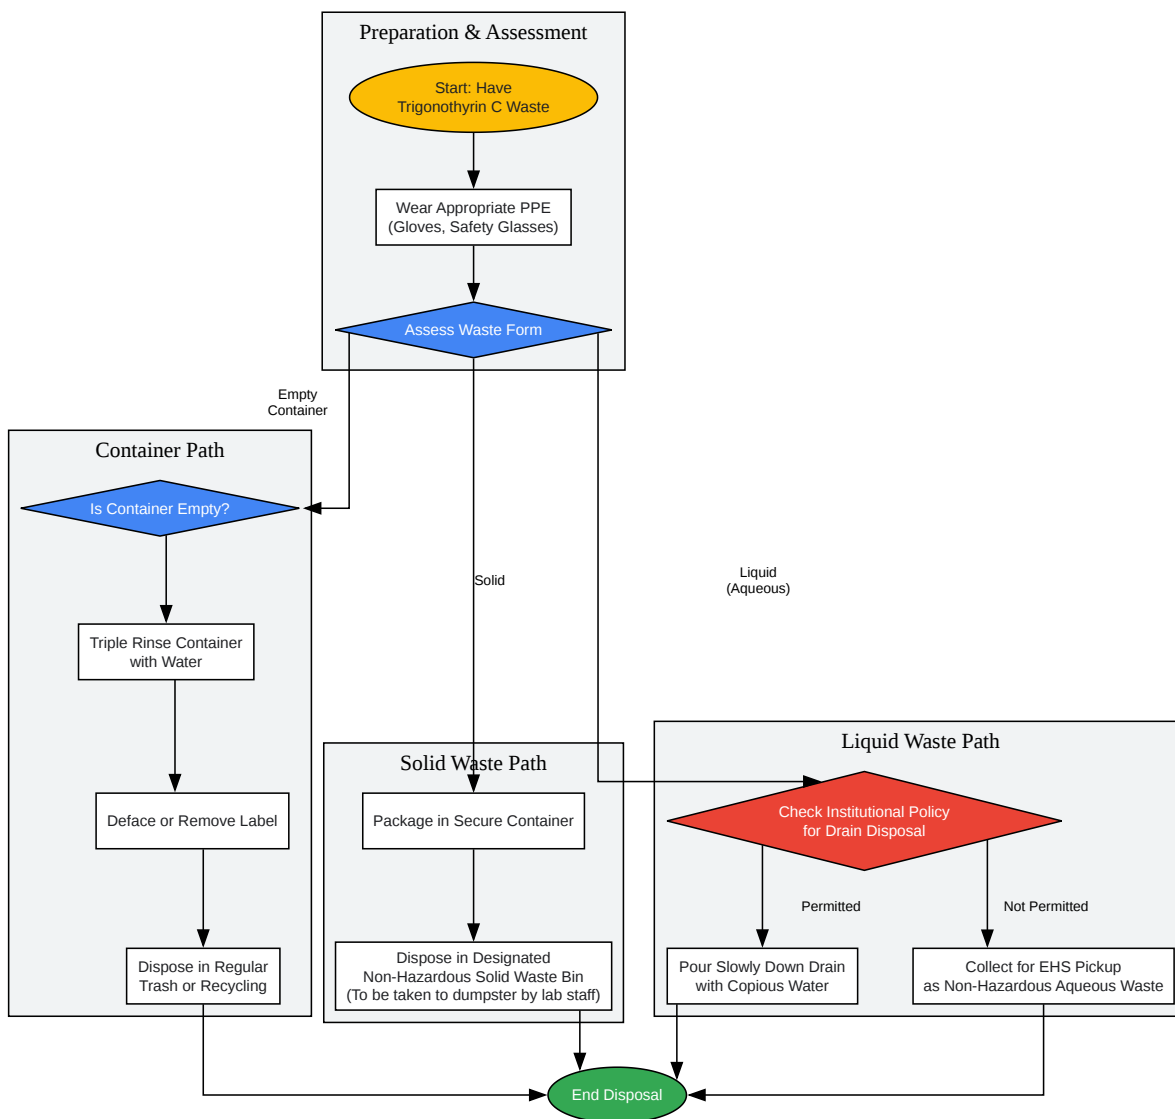 Preparation & Assessment
Start: Have
Trigonothyrin C Waste
Wear Appropriate PPE
(Gloves, Safety Glasses)
Assess Waste Form
Empty
Container
Container Path
Is Container Empty?
Triple Rinse Container
with Water
Deface or Remove Label
Dispose in Regular
Trash or Recycling
Solid
Solid Waste Path
Package in Secure Container
Dispose in Designated
Non-Hazardous Solid Waste Bin
(To be taken to dumpster by lab staff)
Liquid
(Aqueous)
Liquid Waste Path
Check Institutional Policy
for Drain Disposal
Permitted
Not Permitted
Pour Slowly Down Drain
with Copious Water
Collect for EHS Pickup
as Non-Hazardous Aqueous Waste
End Disposal